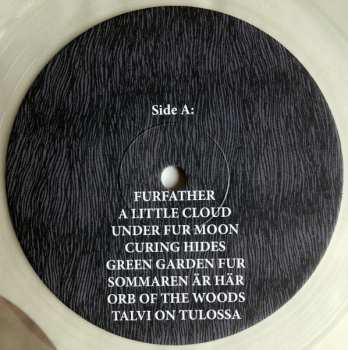 Side A:
FURFATHER
A LITTLE CLOUD
UNDER FUR MOON
CURING HIDES
GREEN GARDEN FUR
SOMMAREN ÄR HÄR
ORB OF THE WOODS
TALVI ON TULOSSA